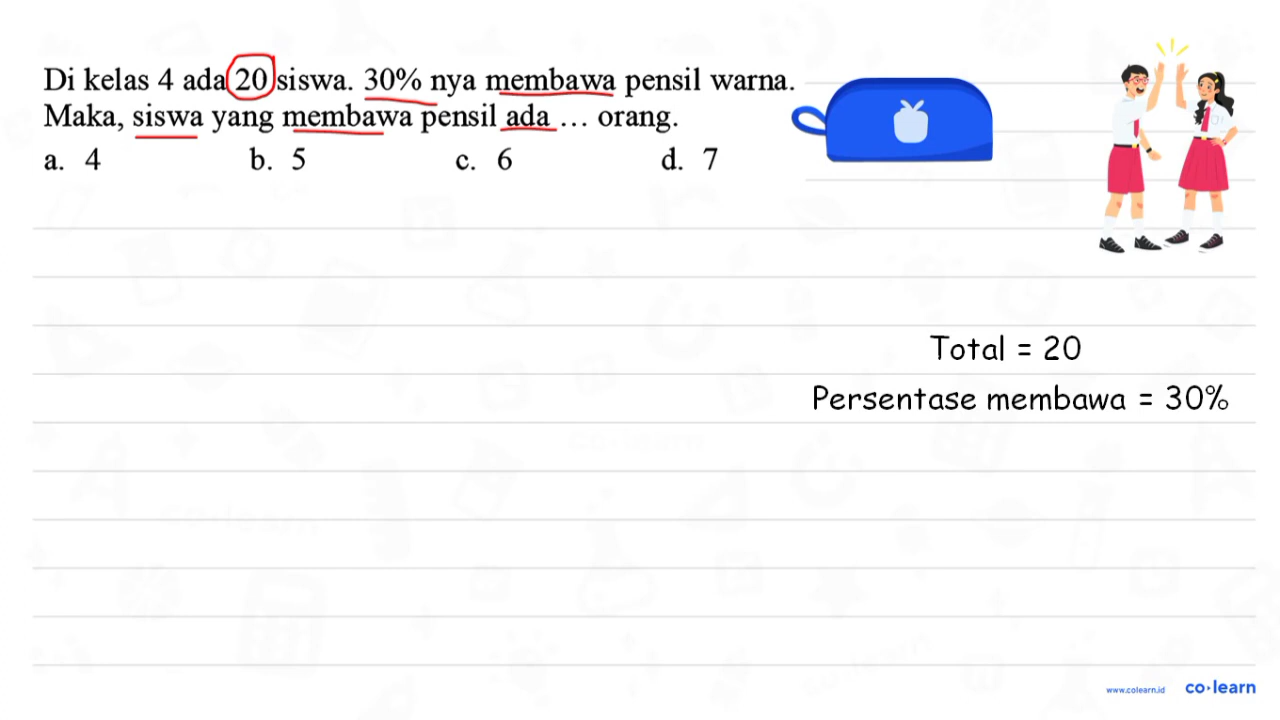 Di kelas 4 ada 20 siswa. 30% nya membawa pensil warna.
Maka, siswa yang membawa pensil ada ... orang.
a. 4 b. 5 c. 6 d. 7
Total = 20
Persentase membawa = 30%
www.colearn.id co·learn